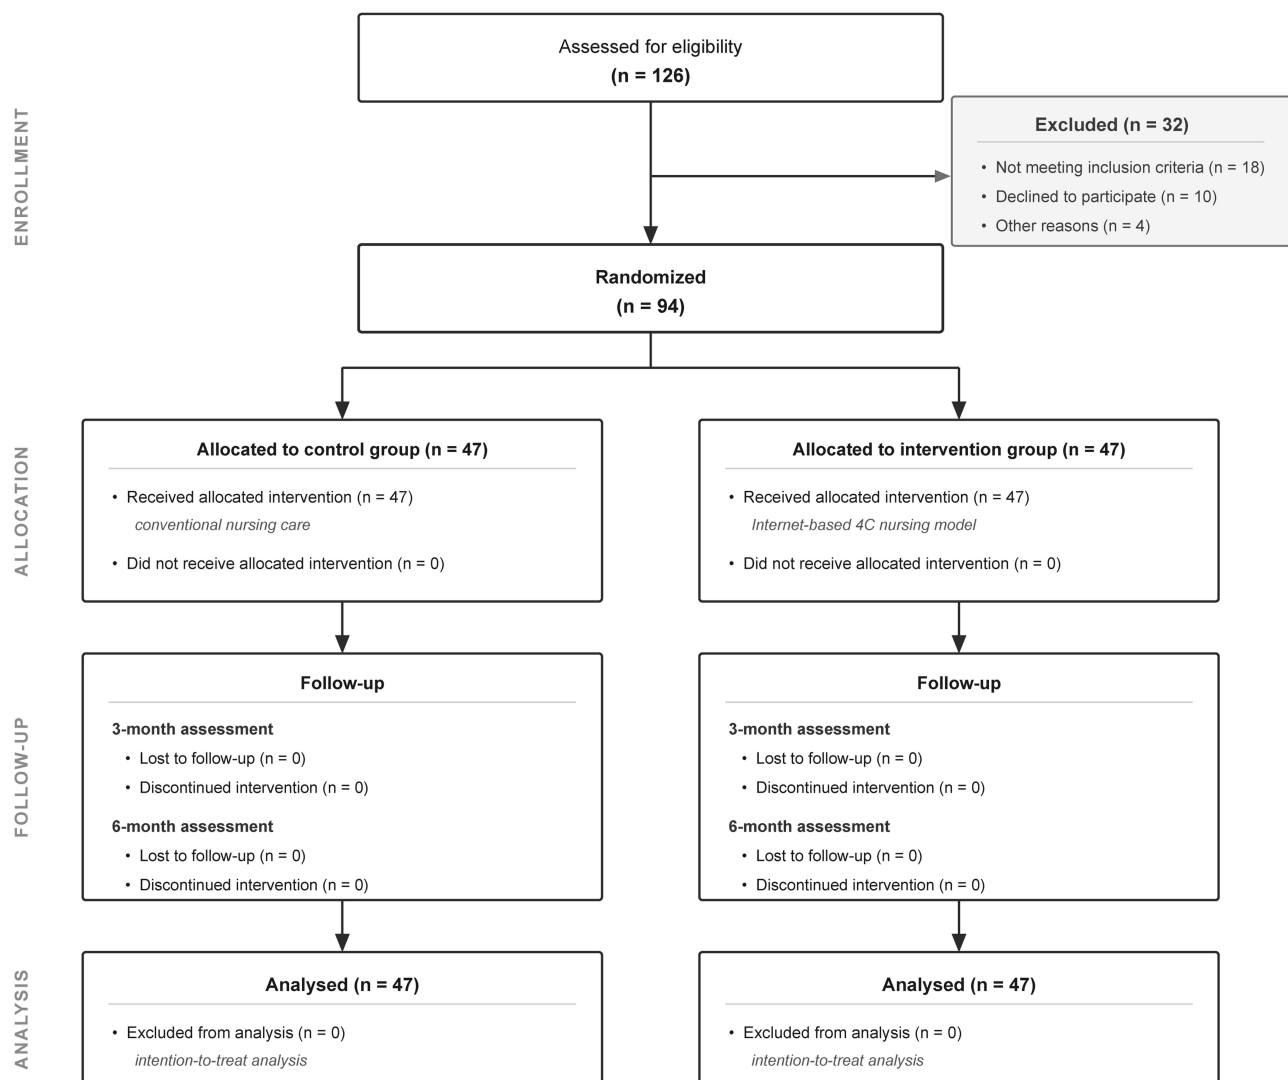 Assessed for eligibility
(n = 126)
ENROLLMENT
Excluded (n = 32)
• Not meeting inclusion criteria (n = 18)
• Declined to participate (n = 10)
• Other reasons (n = 4)
Randomized
(n = 94)
ALLOCATION
Allocated to control group (n = 47)
• Received allocated intervention (n = 47)
conventional nursing care
• Did not receive allocated intervention (n = 0)
Allocated to intervention group (n = 47)
• Received allocated intervention (n = 47)
Internet-based 4C nursing model
• Did not receive allocated intervention (n = 0)
FOLLOW-UP
Follow-up
3-month assessment
• Lost to follow-up (n = 0)
• Discontinued intervention (n = 0)
6-month assessment
• Lost to follow-up (n = 0)
• Discontinued intervention (n = 0)
Follow-up
3-month assessment
• Lost to follow-up (n = 0)
• Discontinued intervention (n = 0)
6-month assessment
• Lost to follow-up (n = 0)
• Discontinued intervention (n = 0)
ANALYSIS
Analysed (n = 47)
• Excluded from analysis (n = 0)
intention-to-treat analysis
Analysed (n = 47)
• Excluded from analysis (n = 0)
intention-to-treat analysis